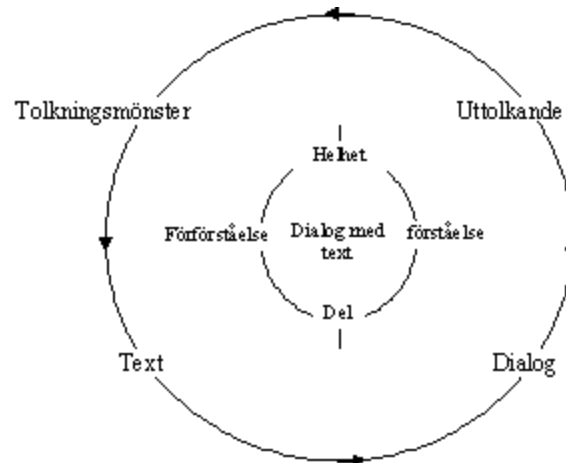 Tolkningsmönster
Uttolkande
Helhet
Förförståelse
Dialog med
text
förståelse
Del
Text
Dialog